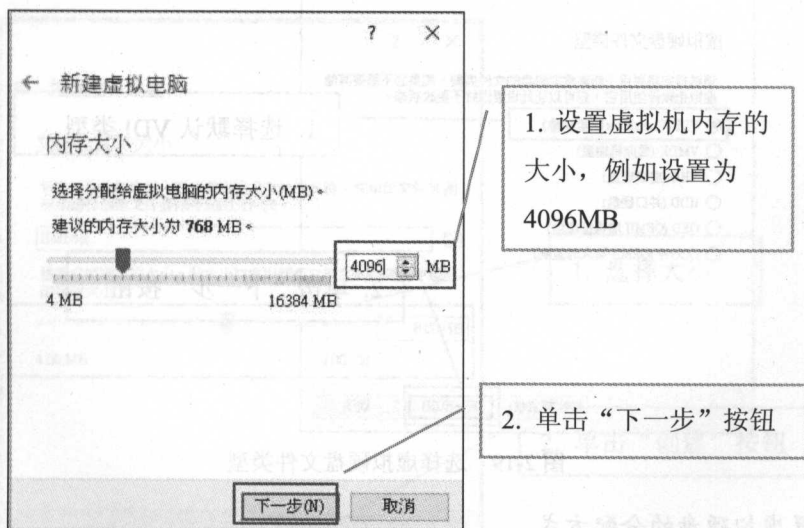 ? ×
← 新建虚拟电脑
内存大小
选择分配给虚拟电脑的内存大小(MB)。
建议的内存大小为 768 MB。
4096 MB
4 MB 16384 MB
下一步(N) 取消
1. 设置虚拟机内存的
大小，例如设置为
4096MB
2. 单击“下一步”按钮